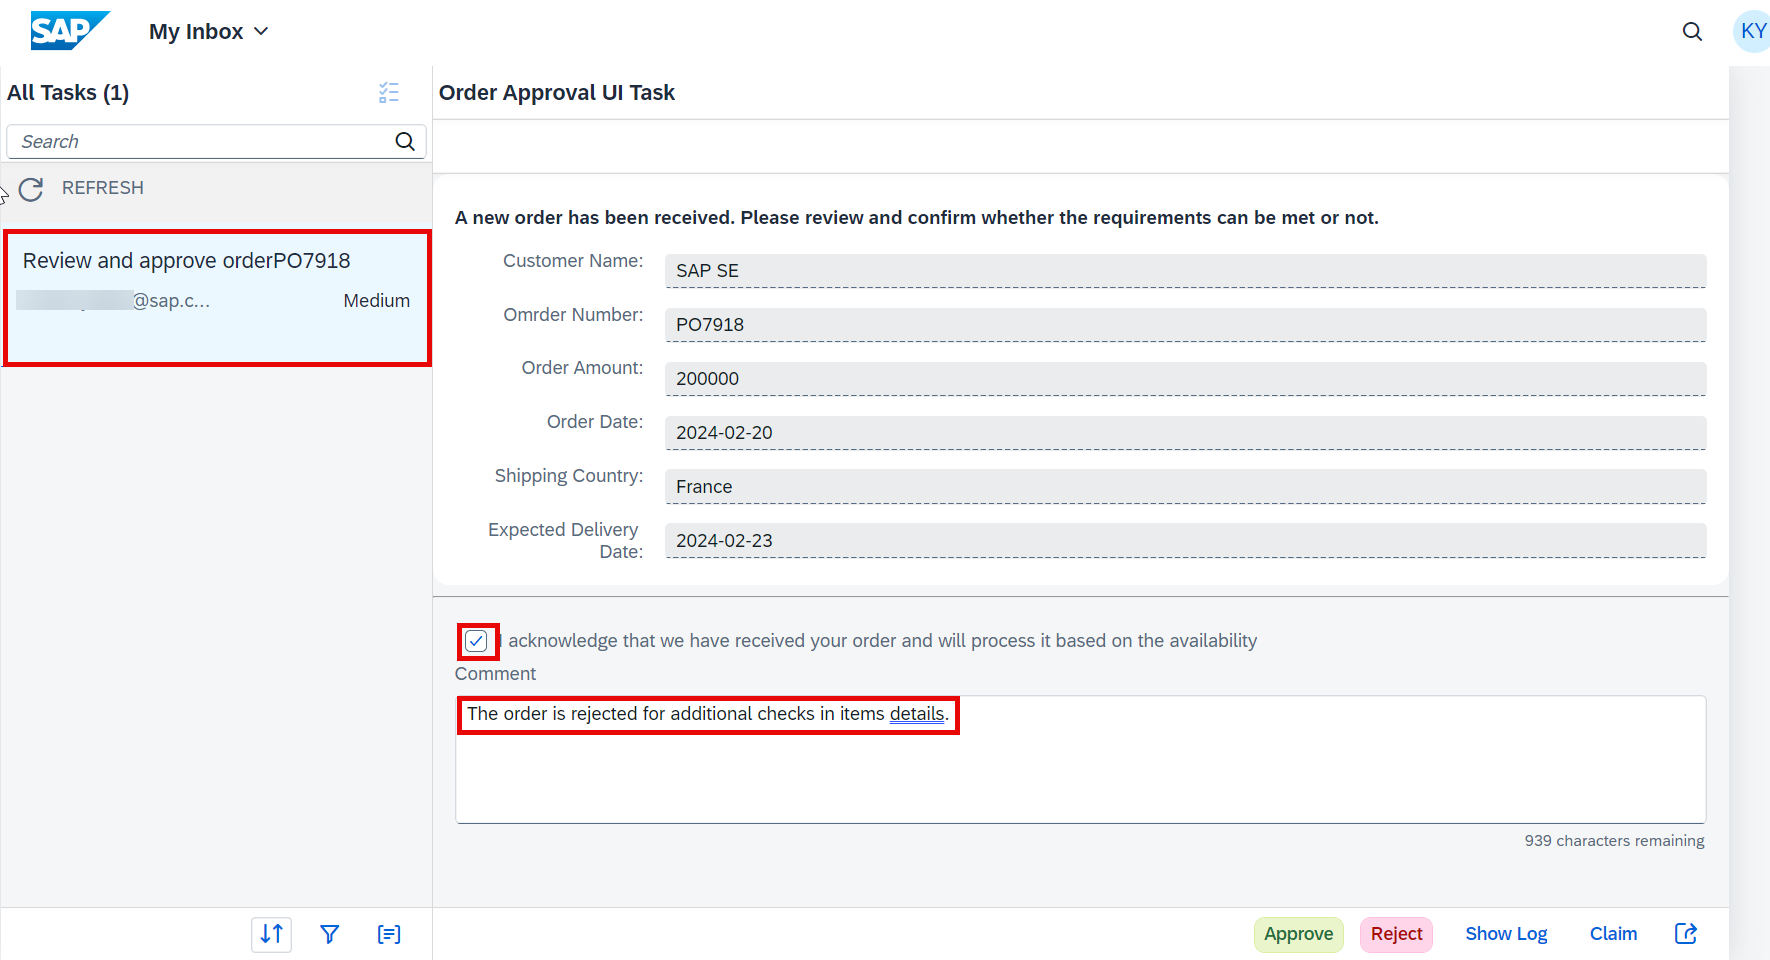 SAP
My Inbox
KY
All Tasks (1)
Search
REFRESH
Review and approve orderPO7918
@sap.c...
Medium
Order Approval UI Task
A new order has been received. Please review and confirm whether the requirements can be met or not.
Customer Name:
SAP SE
Omrder Number:
PO7918
Order Amount:
200000
Order Date:
2024-02-20
Shipping Country:
France
Expected Delivery
Date:
2024-02-23
acknowledge that we have received your order and will process it based on the availability
Comment
The order is rejected for additional checks in items details.
939 characters remaining
Approve
Reject
Show Log
Claim